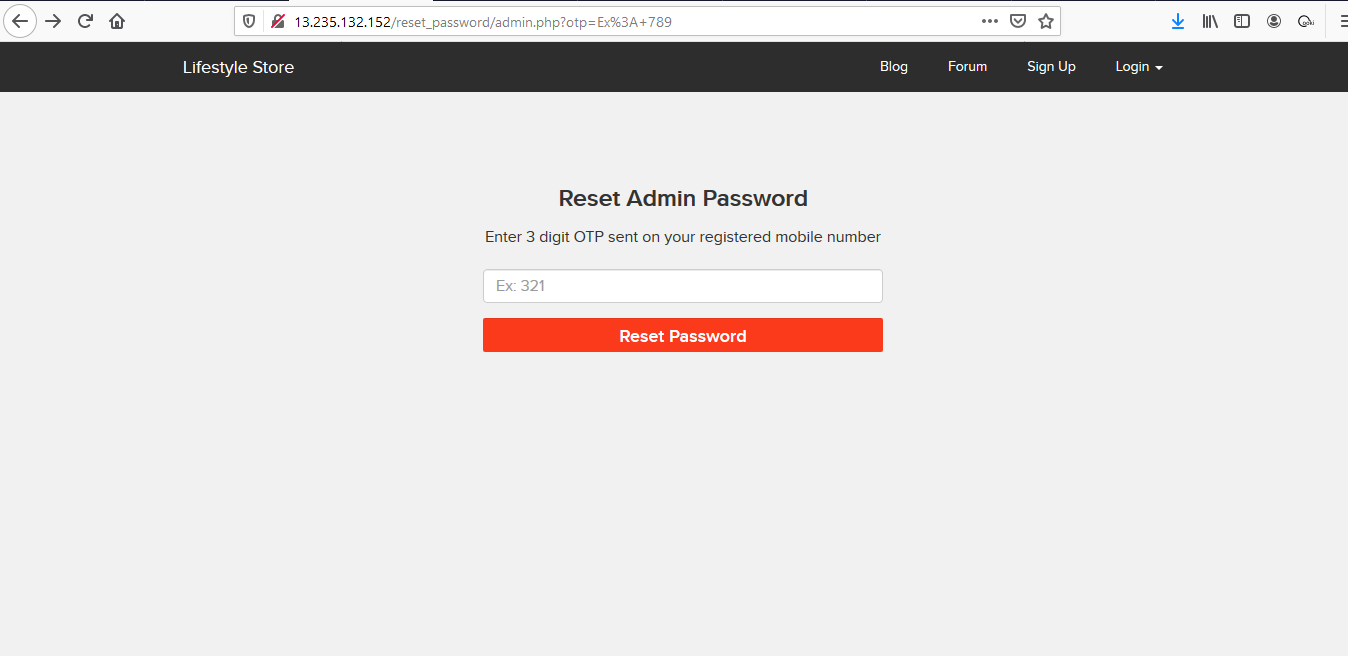 13.235.132.152/reset_password/admin.php?otp=Ex%3A+789
Lifestyle Store
Blog
Forum
Sign Up
Login
Reset Admin Password
Enter 3 digit OTP sent on your registered mobile number
Ex: 321
Reset Password